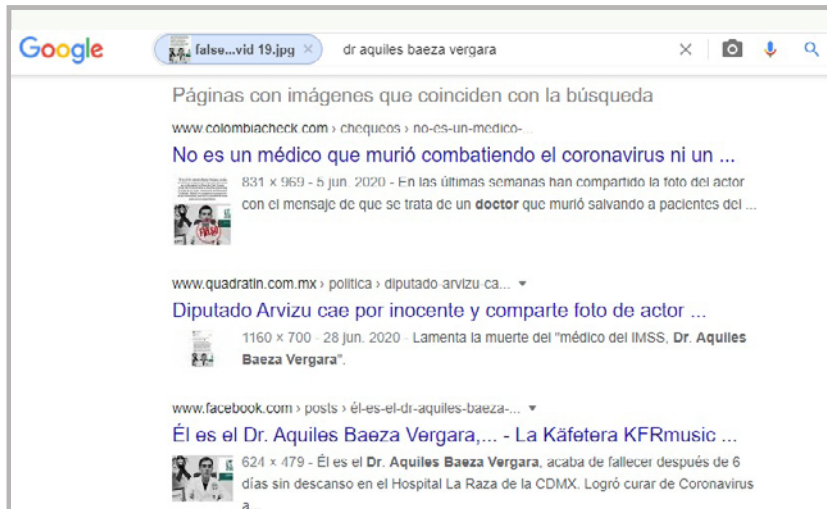 Google false...vid 19.jpg × dr aquiles baeza vergara
Páginas con imágenes que coinciden con la búsqueda
www.colombiacheck.com › chequeos › no-es-un-medico-...
No es un médico que murió combatiendo el coronavirus ni un ...
831 × 969 - 5 jun. 2020 - En las últimas semanas han compartido la foto del actor
con el mensaje de que se trata de un doctor que murió salvando a pacientes del ...
FALSO
www.quadratin.com.mx › politica › diputado-arvizu-ca...
Diputado Arvizu cae por inocente y comparte foto de actor ...
1160 × 700 - 28 jun. 2020 - Lamenta la muerte del "médico del IMSS, Dr. Aquiles
Baeza Vergara".
www.facebook.com › posts › él-es-el-dr-aquiles-baeza-...
Él es el Dr. Aquiles Baeza Vergara,... - La Käfetera KFRmusic ...
624 × 479 - Él es el Dr. Aquiles Baeza Vergara, acaba de fallecer después de 6
días sin descanso en el Hospital La Raza de la CDMX. Logró curar de Coronavirus
a...